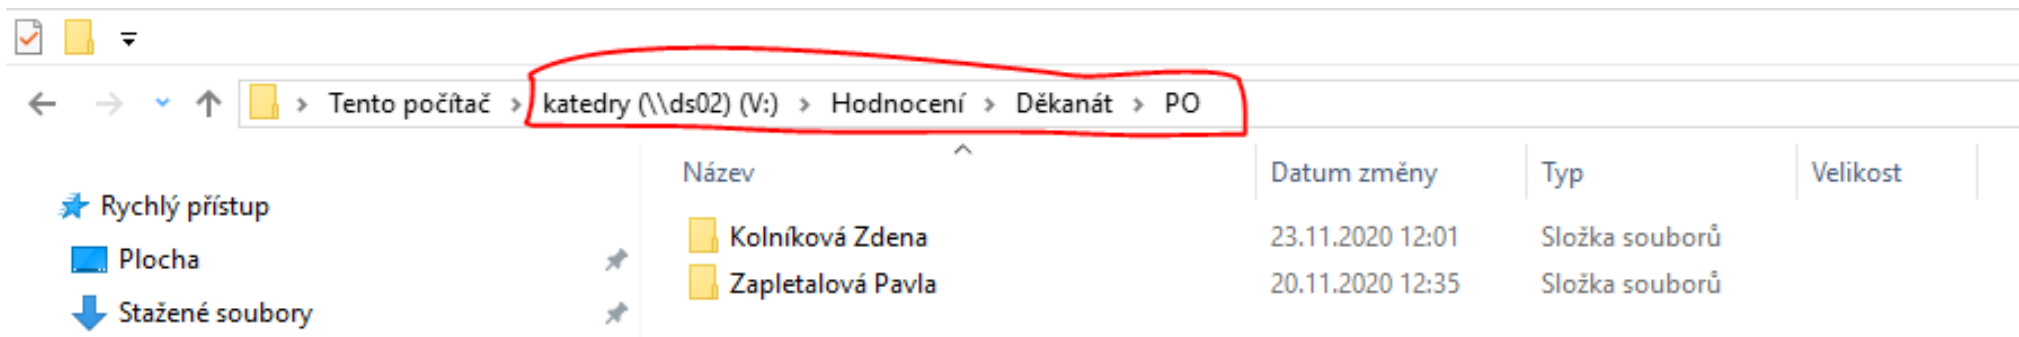 Tento počítač › katedry (\\ds02) (V:) › Hodnocení › Děkanát › PO
Název Datum změny Typ Velikost
Rychlý přístup
Plocha
Stažené soubory
Kolníková Zdena 23.11.2020 12:01 Složka souborů
Zapletalová Pavla 20.11.2020 12:35 Složka souborů